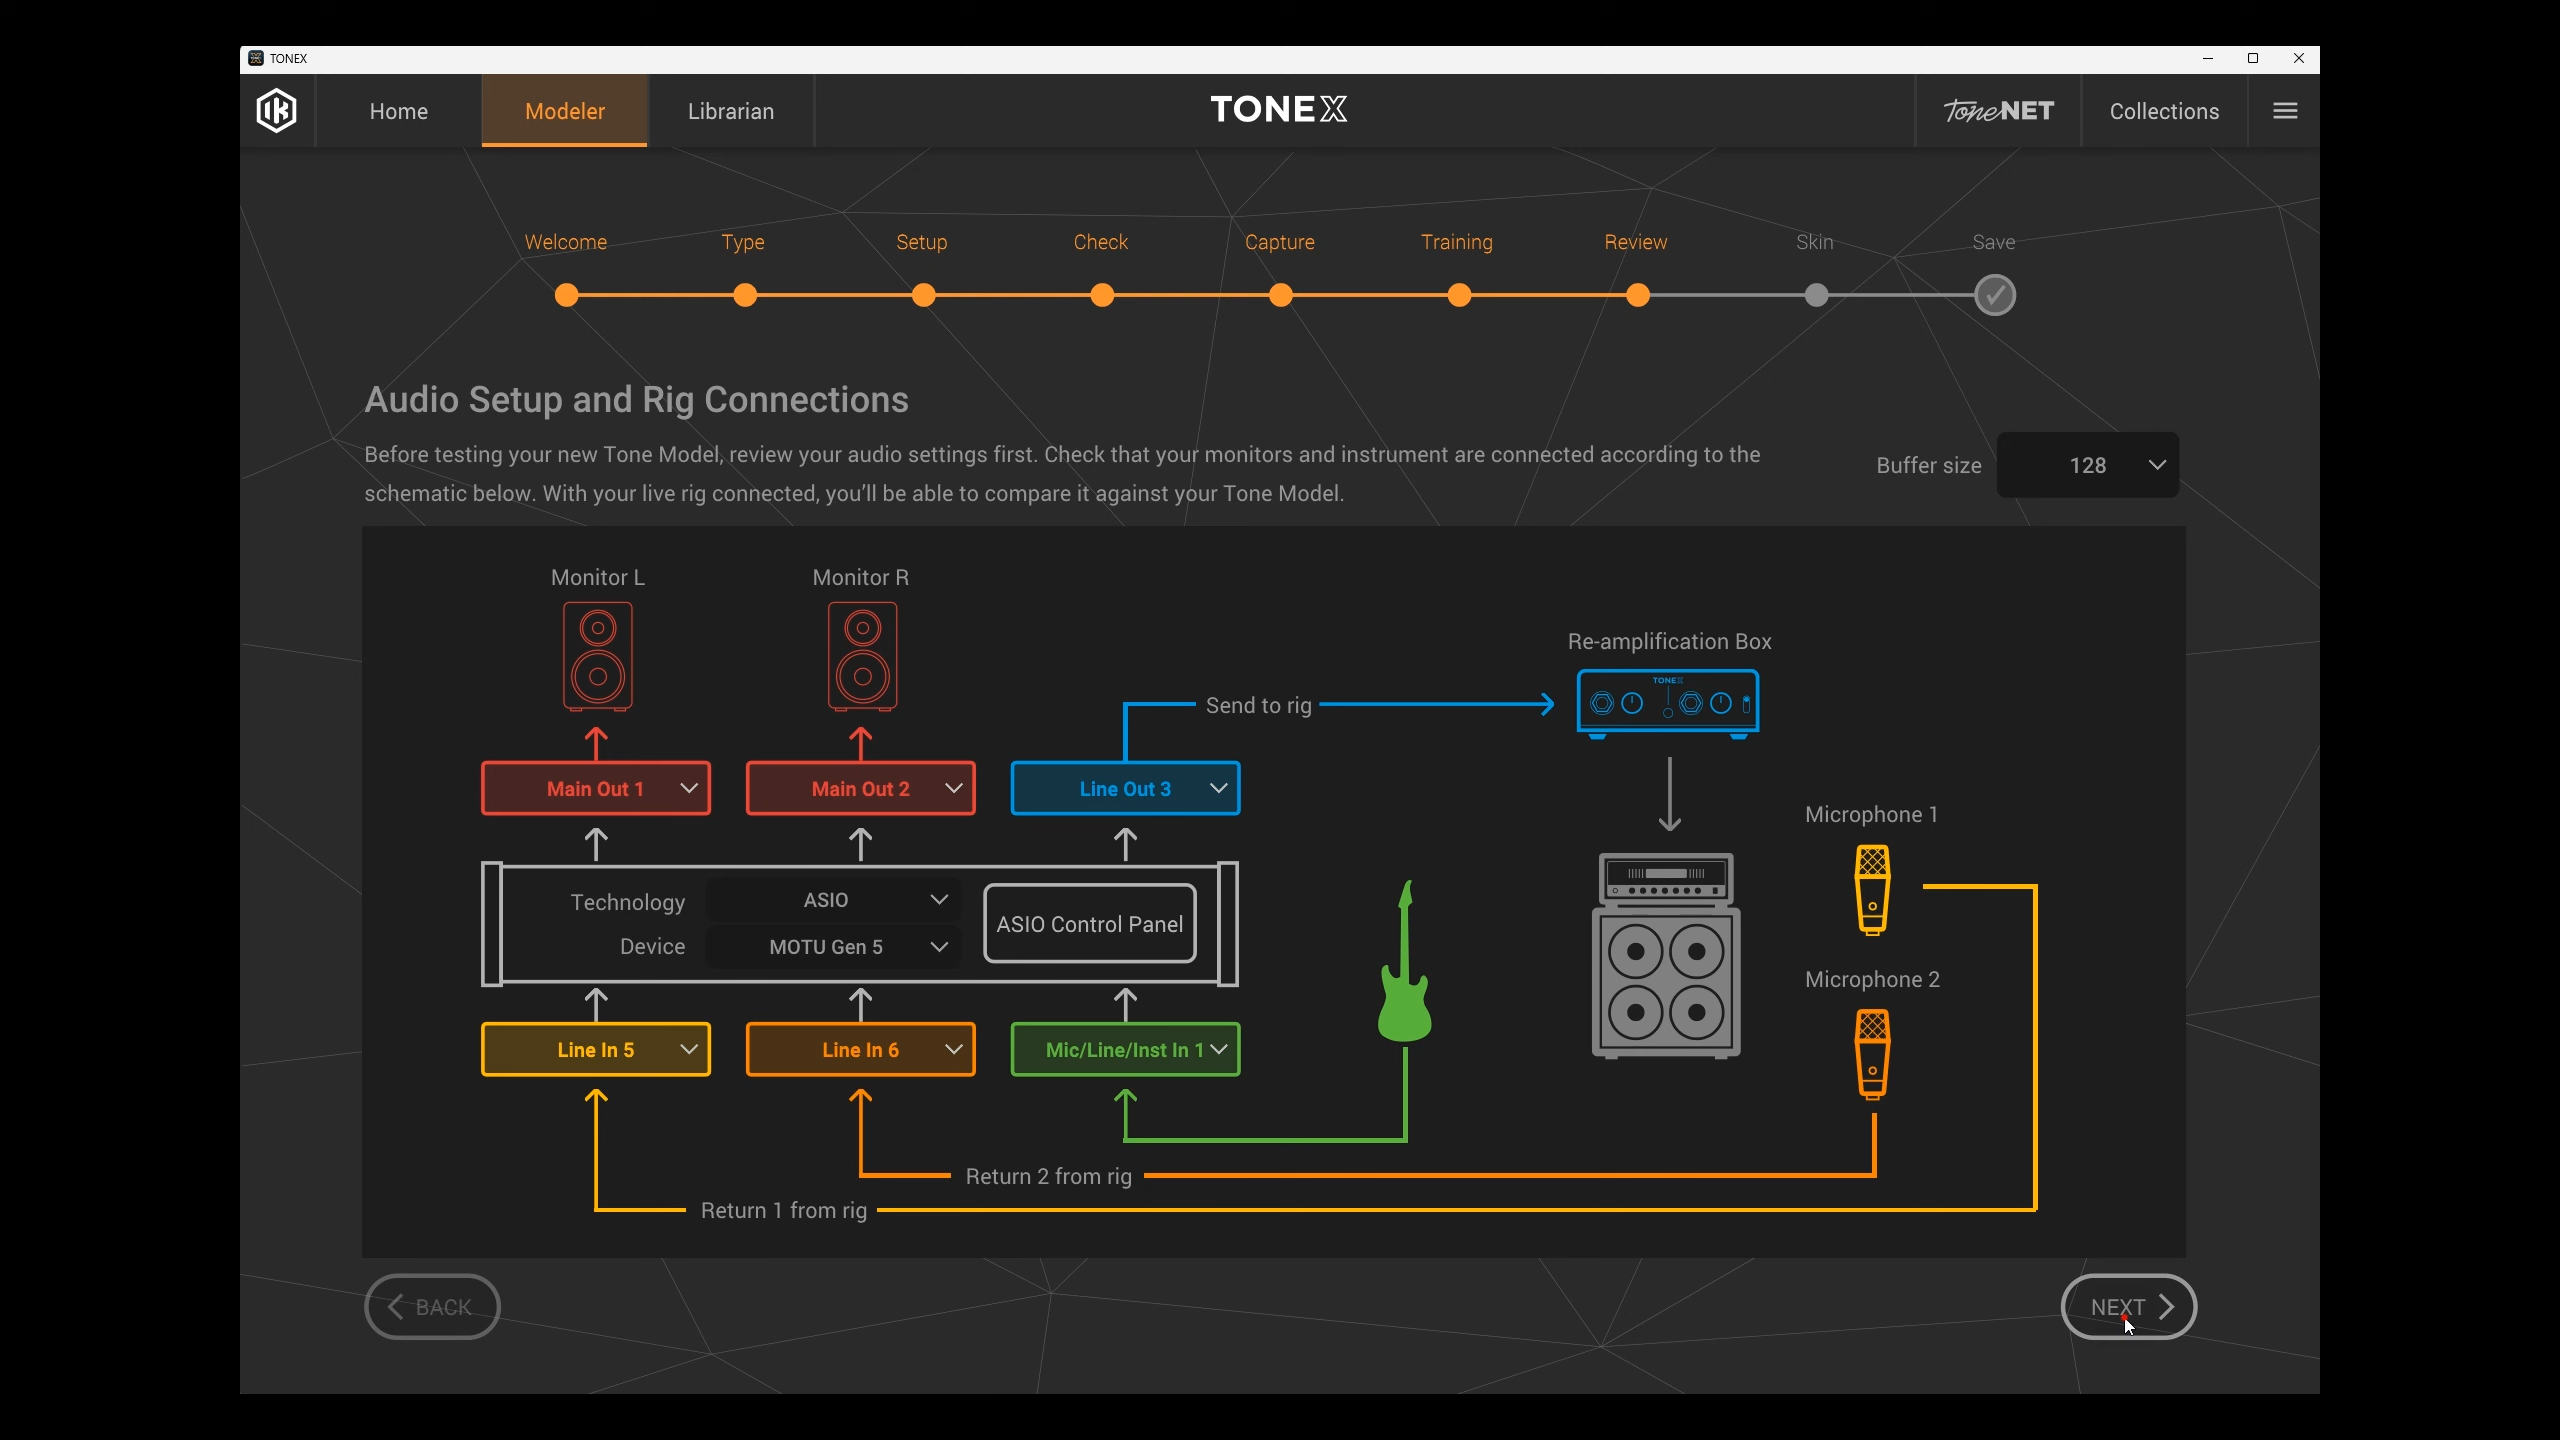 TONEX
Home
Modeler
Librarian
TONEX
ToneNET
Collections
Welcome
Type
Setup
Check
Capture
Training
Review
Skin
Save
Audio Setup and Rig Connections
Before testing your new Tone Model, review your audio settings first. Check that your monitors and instrument are connected according to the
schematic below. With your live rig connected, you'll be able to compare it against your Tone Model.
Buffer size
128
Monitor L
Monitor R
Re-amplification Box
TONEX
Send to rig
Main Out 1
Main Out 2
Line Out 3
Microphone 1
Technology
ASIO
ASIO Control Panel
Device
MOTU Gen 5
Microphone 2
Line In 5
Line In 6
Mic/Line/Inst In 1
Return 2 from rig
Return 1 from rig
BACK
NEXT